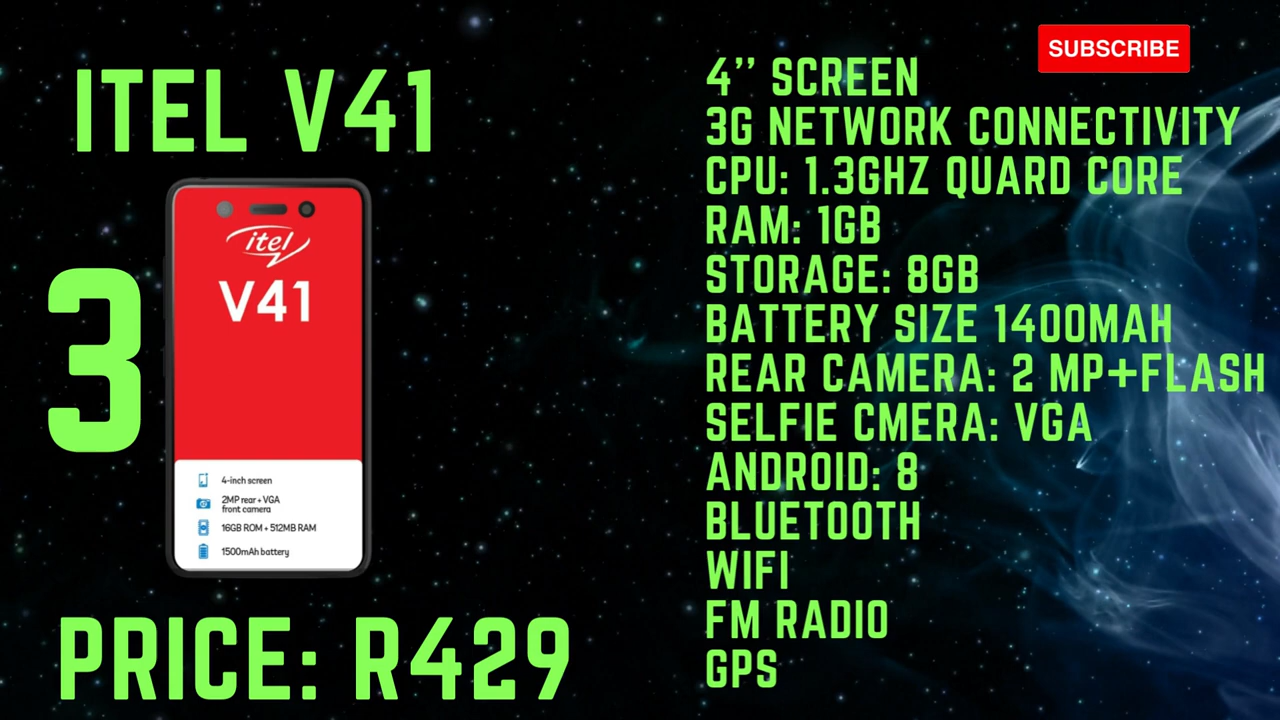 ITEL V41
3
itel
V41
4-inch screen
2MP rear + VGA
front camera
16GB ROM + 512MB RAM
1500mAh battery
PRICE: R429
SUBSCRIBE
4’’ SCREEN
3G NETWORK CONNECTIVITY
CPU: 1.3GHZ QUARD CORE
RAM: 1GB
STORAGE: 8GB
BATTERY SIZE 1400MAH
REAR CAMERA: 2 MP+FLASH
SELFIE CMERA: VGA
ANDROID: 8
BLUETOOTH
WIFI
FM RADIO
GPS